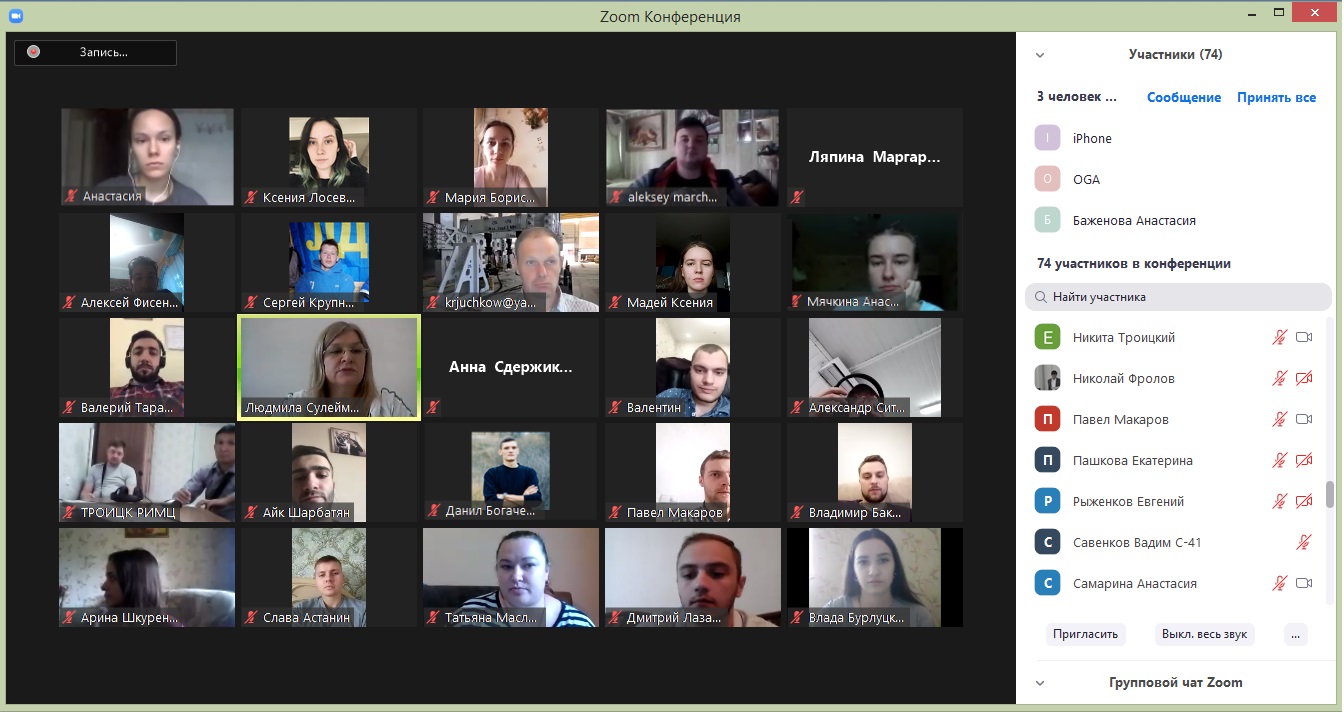 Zoom Конференция
Запись...
Анастасия
Ксения Лосев...
Мария Борис...
aleksey march...
Ляпина Маргар...
Алексей Фисен...
Сергей Крупн...
krjuchkow@ya...
Мадей Ксения
Мячкина Анас...
Валерий Тара...
Людмила Сулейм...
Анна Сдержик...
Валентин
Александр Сит...
ТРОИЦК РИМЦ
Айк Шарбатян
Данил Богаче...
Павел Макаров
Владимир Бак...
Арина Шкурен...
Слава Астанин
Татьяна Масл...
Дмитрий Лаза...
Влада Бурлуцк...
Участники (74)
3 человек ... Сообщение Принять все
I iPhone
O OGA
Б Баженова Анастасия
74 участников в конференции
Найти участника
Е Никита Троицкий
Николай Фролов
П Павел Макаров
П Пашкова Екатерина
Р Рыженков Евгений
С Савенков Вадим С-41
С Самарина Анастасия
Пригласить Выкл. весь звук ...
Групповой чат Zoom